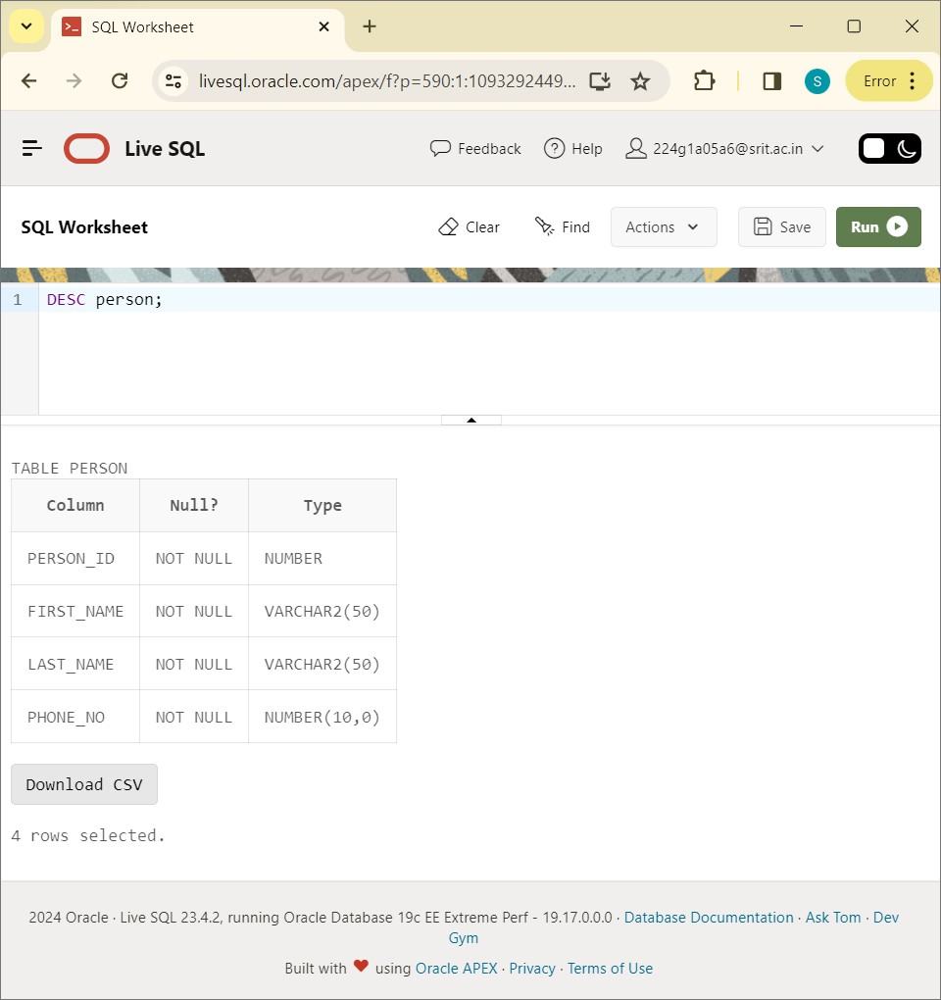 SQL Worksheet
livesql.oracle.com/apex/f?p=590:1:1093292449...
S
Error
Live SQL
Feedback
Help
224g1a05a6@srit.ac.in
SQL Worksheet
Clear
Find
Actions
Save
Run
1 DESC person;
TABLE PERSON
Column Null? Type
PERSON_ID NOT NULL NUMBER
FIRST_NAME NOT NULL VARCHAR2(50)
LAST_NAME NOT NULL VARCHAR2(50)
PHONE_NO NOT NULL NUMBER(10,0)
Download CSV
4 rows selected.
2024 Oracle · Live SQL 23.4.2, running Oracle Database 19c EE Extreme Perf - 19.17.0.0.0 · Database Documentation · Ask Tom · Dev
Gym
Built with ❤ using Oracle APEX · Privacy · Terms of Use